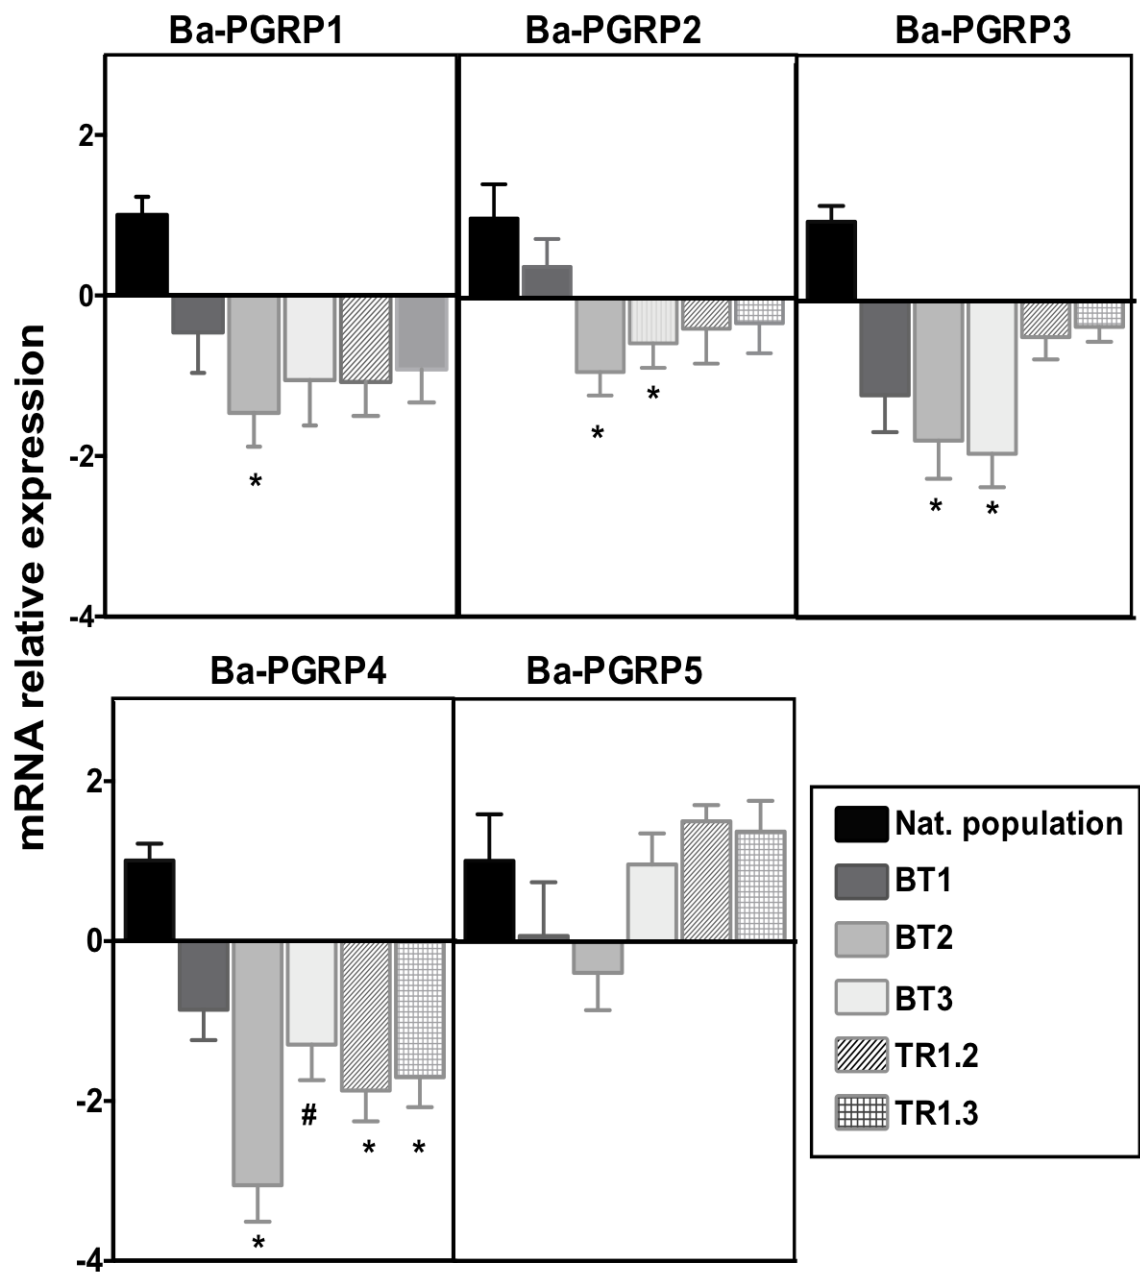 Ba-PGRP1
Ba-PGRP2
Ba-PGRP3
mRNA relative expression
2
0
-2
-4
*
*
*
*
*
Ba-PGRP4
Ba-PGRP5
2
0
-2
-4
*
#
*
*
Nat. population
BT1
BT2
BT3
TR1.2
TR1.3